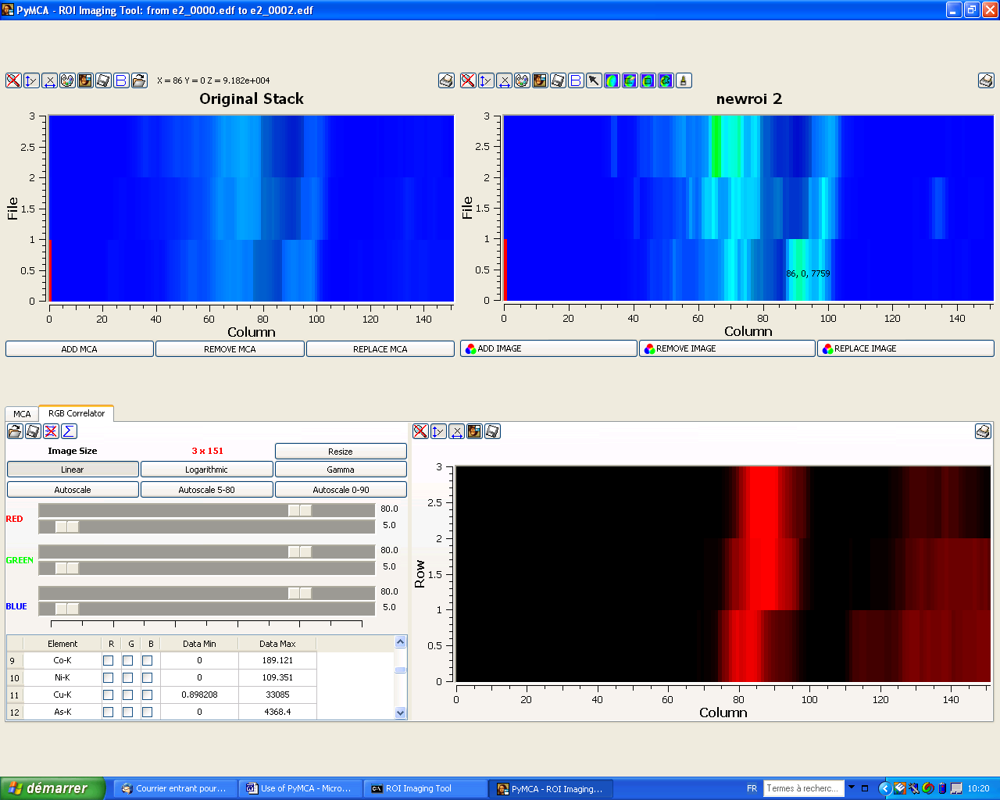 PyMCA - ROI Imaging Tool: from e2_0000.edf to e2_0002.edf
X = 86 Y = 0 Z = 9.182e+004
Original Stack
newroi 2
File
3
2.5
2
1.5
1
0.5
0
0 20 40 60 80 100 120 140
Column
File
3
2.5
2
1.5
1
0.5
0
86, 0, 7759
0 20 40 60 80 100 120 140
Column
ADD MCA REMOVE MCA REPLACE MCA
ADD IMAGE REMOVE IMAGE REPLACE IMAGE
MCA RGB Correlator
Image Size 3 x 151 Resize
Linear Logarithmic Gamma
Autoscale Autoscale 5-80 Autoscale 0-90
RED 80.0
5.0
GREEN 80.0
5.0
BLUE 80.0
5.0
Element R G B Data Min Data Max
9 Co-K 0 189.121
10 Ni-K 0 109.351
11 Cu-K 0.898208 33085
12 As-K 0 4368.4
Row
3
2.5
2
1.5
1
0.5
0
0 20 40 60 80 100 120 140
Column
démarrer Courrier entrant pour... Use of PyMCA - Micro... ROI Imaging Tool PyMCA - ROI Imaging... FR Termes à recherc... 10:20